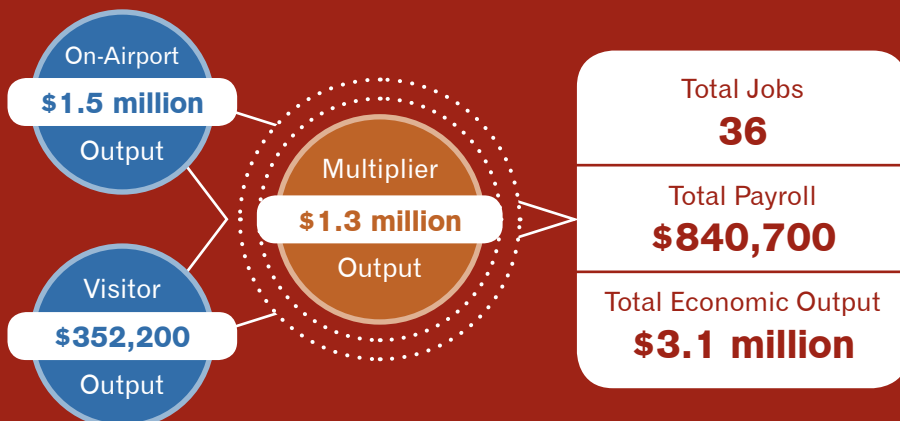 On-Airport
$1.5 million
Output
Visitor
$352,200
Output
Multiplier
$1.3 million
Output
Total Jobs
36
Total Payroll
$840,700
Total Economic Output
$3.1 million